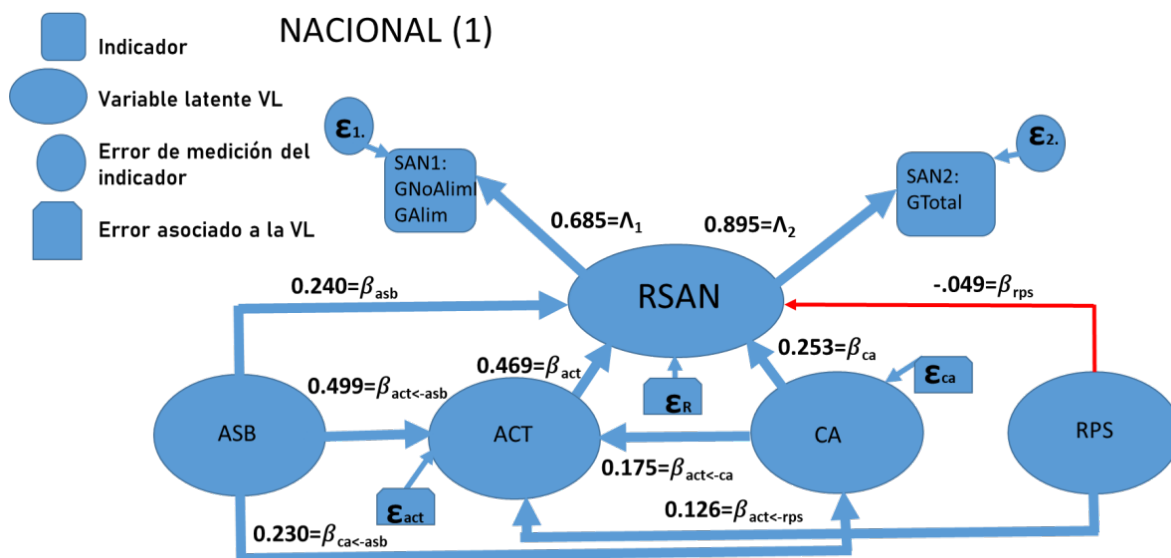 NACIONAL (1)
Indicador
Variable latente VL
Error de medición del
indicador
Error asociado a la VL
ε1.
SAN1:
GNoAlimI
GAlim
ε2.
SAN2:
GTotal
0.685=Λ₁
0.895=Λ₂
RSAN
0.240=βasb
-.049=βrps
0.469=βact
0.253=βca
0.499=βact<-asb
εR
εca
ASB
ACT
CA
RPS
0.175=βact<-ca
εact
0.126=βact<-rps
0.230=βca<-asb